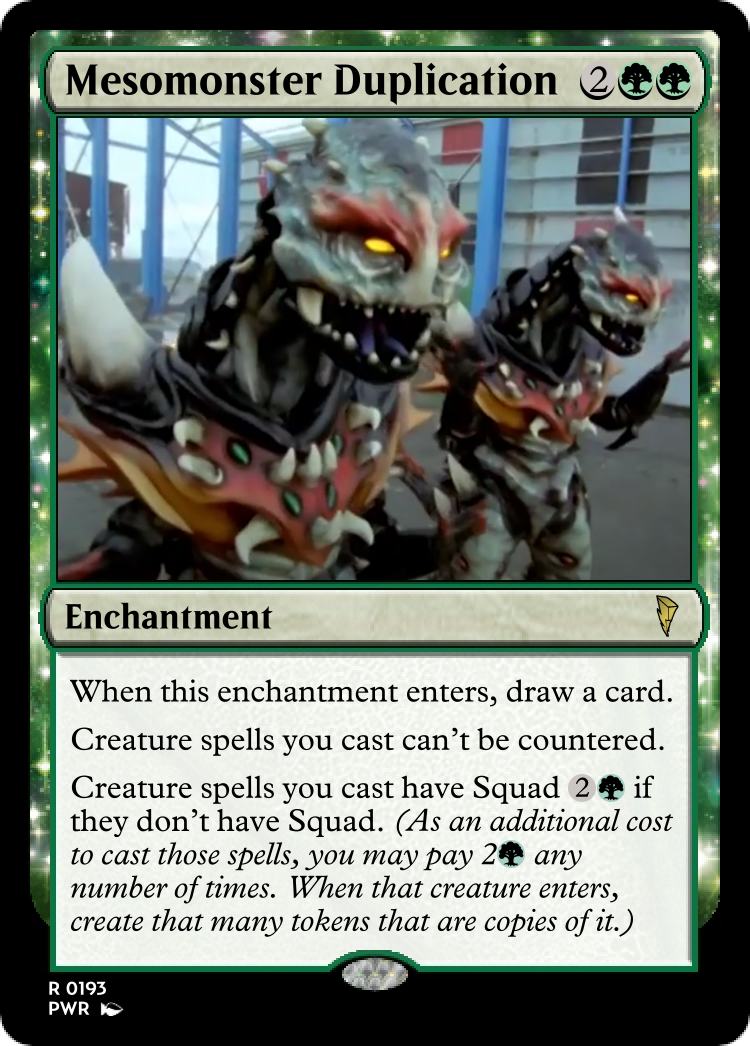 Mesomonster Duplication 2
Enchantment
When this enchantment enters, draw a card.
Creature spells you cast can't be countered.
Creature spells you cast have Squad 2 if
they don't have Squad. (As an additional cost
to cast those spells, you may pay 2 any
number of times. When that creature enters,
create that many tokens that are copies of it.)
R 0193
PWR